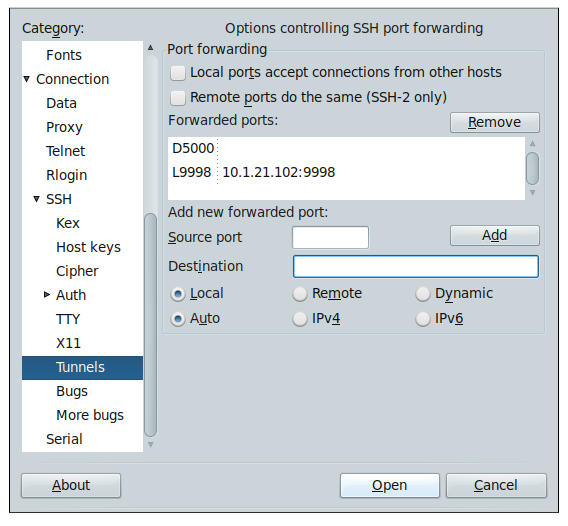 Category:
Fonts
Connection
Data
Proxy
Telnet
Rlogin
SSH
Kex
Host keys
Cipher
Auth
TTY
X11
Tunnels
Bugs
More bugs
Serial
Options controlling SSH port forwarding
Port forwarding
Local ports accept connections from other hosts
Remote ports do the same (SSH-2 only)
Forwarded ports:
Remove
D5000
L9998 10.1.21.102:9998
Add new forwarded port:
Source port
Add
Destination
Local Remote Dynamic
Auto IPv4 IPv6
About Open Cancel